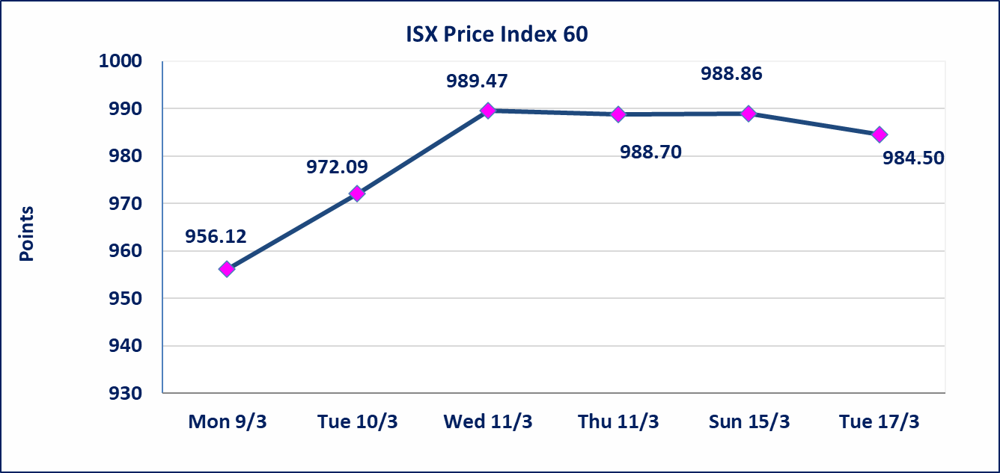 ISX Price Index 60
1000
990
980
970
960
950
940
930
Points
956.12
972.09
989.47
988.70
988.86
984.50
Mon 9/3
Tue 10/3
Wed 11/3
Thu 11/3
Sun 15/3
Tue 17/3